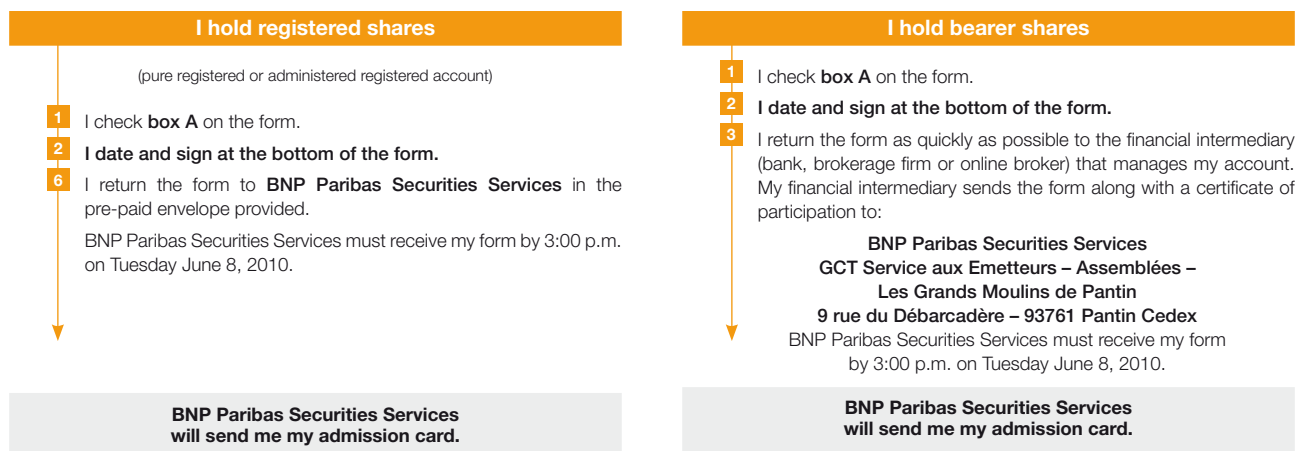 I hold registered shares
(pure registered or administered registered account)
1 I check box A on the form.
2 I date and sign at the bottom of the form.
6 I return the form to BNP Paribas Securities Services in the
pre-paid envelope provided.
BNP Paribas Securities Services must receive my form by 3:00 p.m.
on Tuesday June 8, 2010.
BNP Paribas Securities Services
will send me my admission card.
I hold bearer shares
1 I check box A on the form.
2 I date and sign at the bottom of the form.
3 I return the form as quickly as possible to the financial intermediary
(bank, brokerage firm or online broker) that manages my account.
My financial intermediary sends the form along with a certificate of
participation to:
BNP Paribas Securities Services
GCT Service aux Emetteurs – Assemblées –
Les Grands Moulins de Pantin
9 rue du Débarcadère – 93761 Pantin Cedex
BNP Paribas Securities Services must receive my form
by 3:00 p.m. on Tuesday June 8, 2010.
BNP Paribas Securities Services
will send me my admission card.